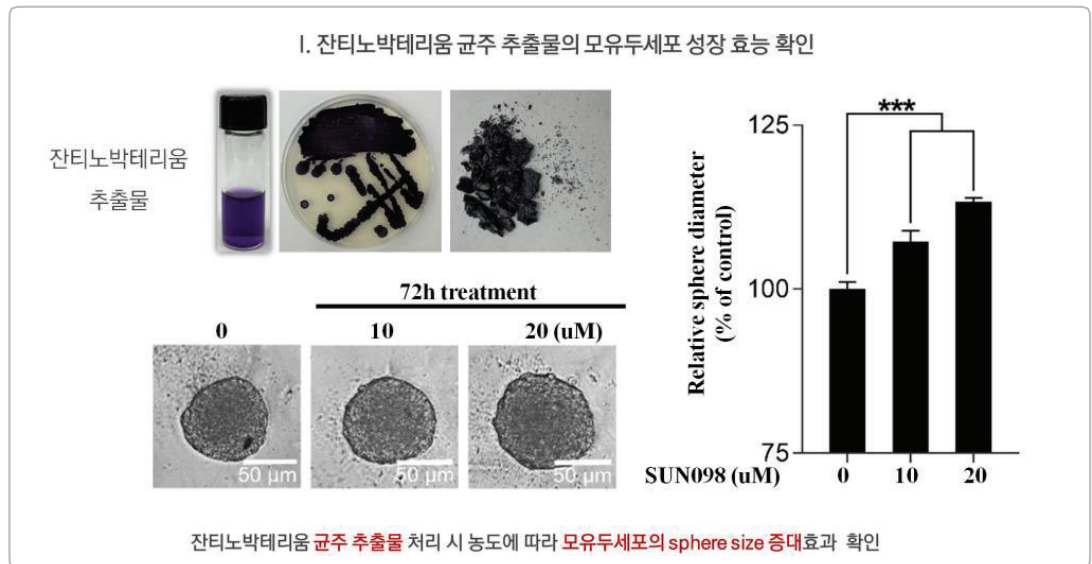 I. 잔티노박테리움 균주 추출물의 모유두세포 성장 효능 확인
잔티노박테리움
추출물
72h treatment
0 10 20 (uM)
50 μm 50 μm 50 μm
Relative sphere diameter
(% of control)
125
100
75
***
SUN098 (uM) 0 10 20
잔티노박테리움 균주 추출물 처리 시 농도에 따라 모유두세포의 sphere size 증대효과 확인